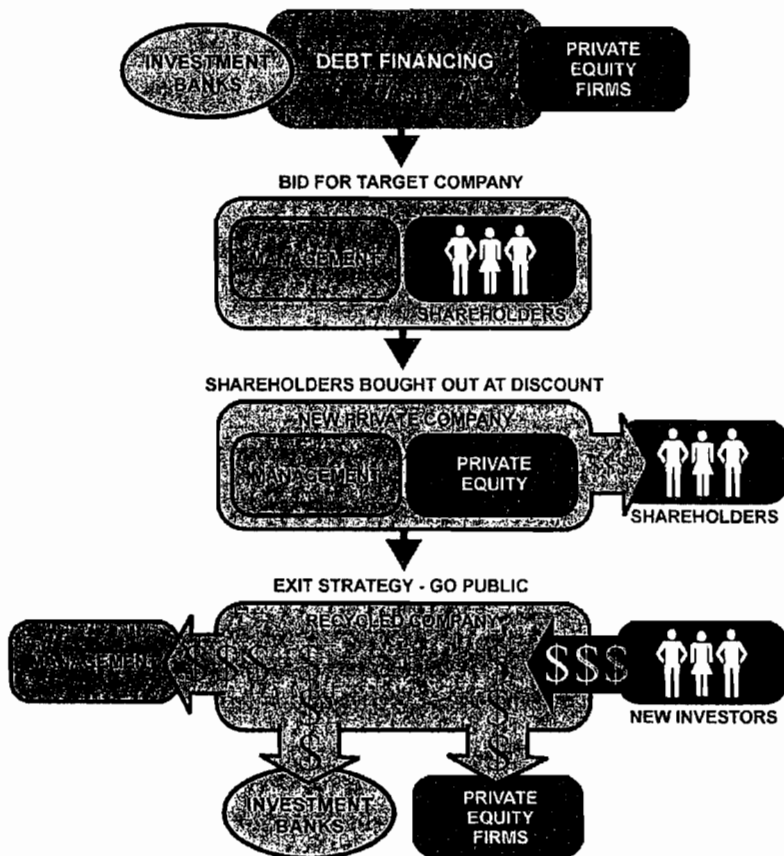 INVESTMENT
BANKS
DEBT FINANCING
PRIVATE
EQUITY
FIRMS
BID FOR TARGET COMPANY
MANAGEMENT
SHAREHOLDERS
SHAREHOLDERS BOUGHT OUT AT DISCOUNT
NEW PRIVATE COMPANY
MANAGEMENT
PRIVATE
EQUITY
SHAREHOLDERS
EXIT STRATEGY - GO PUBLIC
RECYCLED COMPANY
MANAGEMENT
$$$
$$$
NEW INVESTORS
INVESTMENT
BANKS
PRIVATE
EQUITY
FIRMS